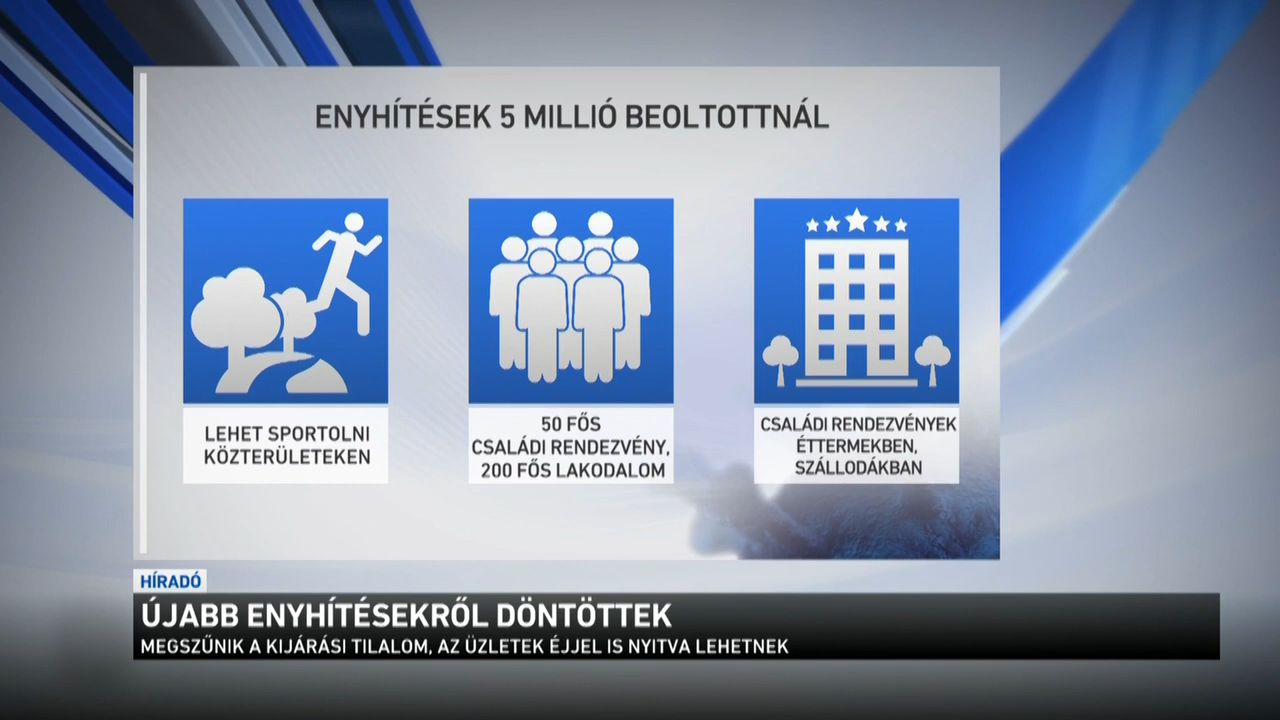 ENYHÍTÉSEK 5 MILLIÓ BEOLTOTTNÁL
LEHET SPORTOLNI
KÖZTERÜLETEKEN
50 FŐS
CSALÁDI RENDEZVÉNY,
200 FŐS LAKODALOM
CSALÁDI RENDEZVÉNYEK
ÉTTERMEKBEN,
SZÁLLODÁKBAN
HÍRADÓ
ÚJABB ENYHÍTÉSEKRŐL DÖNTÖTTEK
MEGSZŰNIK A KIJÁRÁSI TILALOM, AZ ÜZLETEK ÉJJEL IS NYITVA LEHETNEK